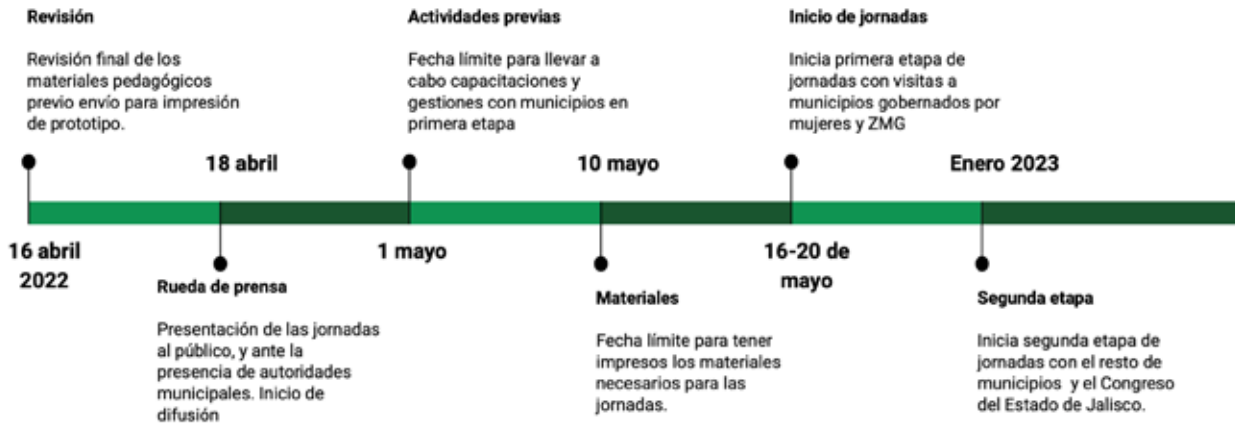 Revisión
Revisión final de los
materiales pedagógicos
previo envío para impresión
de prototipo.
Actividades previas
Fecha límite para llevar a
cabo capacitaciones y
gestiones con municipios en
primera etapa
Inicio de jornadas
Inicia primera etapa de
jornadas con visitas a
municipios gobernados por
mujeres y ZMG
18 abril
10 mayo
Enero 2023
16 abril
2022
1 mayo
16-20 de
mayo
Rueda de prensa
Presentación de las jornadas
al público, y ante la
presencia de autoridades
municipales. Inicio de
difusión
Materiales
Fecha límite para tener
impresos los materiales
necesarios para las
jornadas.
Segunda etapa
Inicia segunda etapa de
jornadas con el resto de
municipios y el Congreso
del Estado de Jalisco.